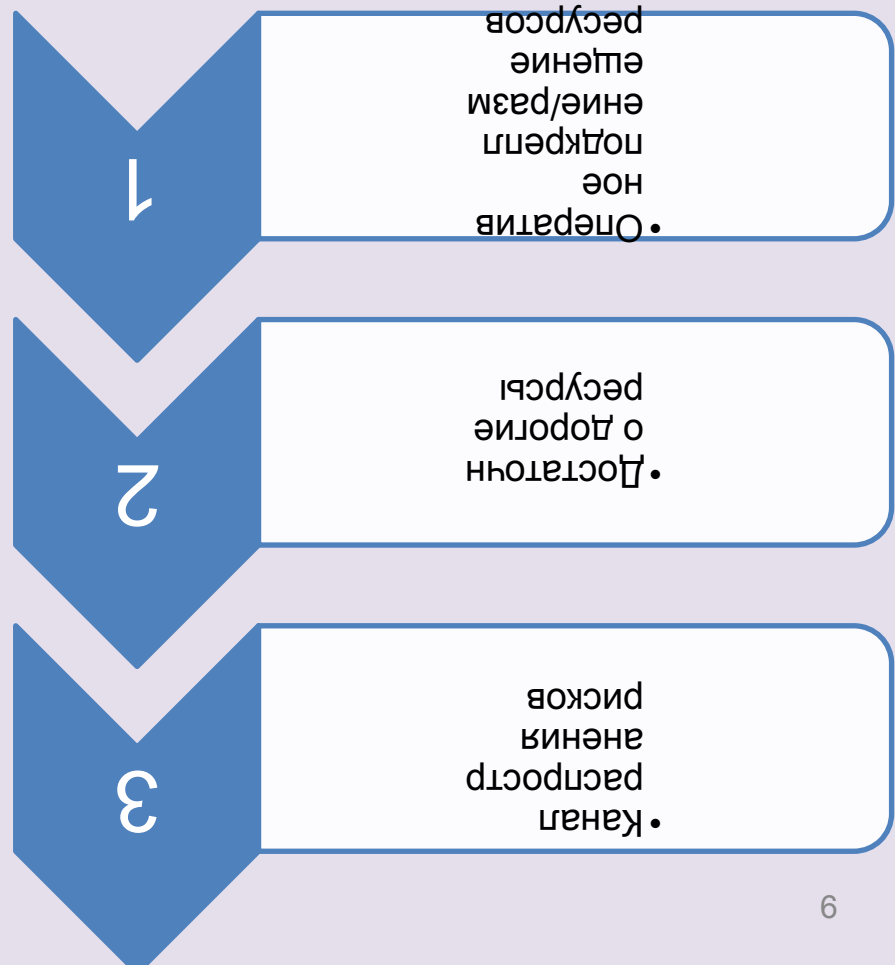 1
•Оператив
ное
подкрепл
ение/разм
ещение
ресурсов
2
•Достаточн
о дорогие
ресурсы
3
•Канал
распростр
анения
рисков
6